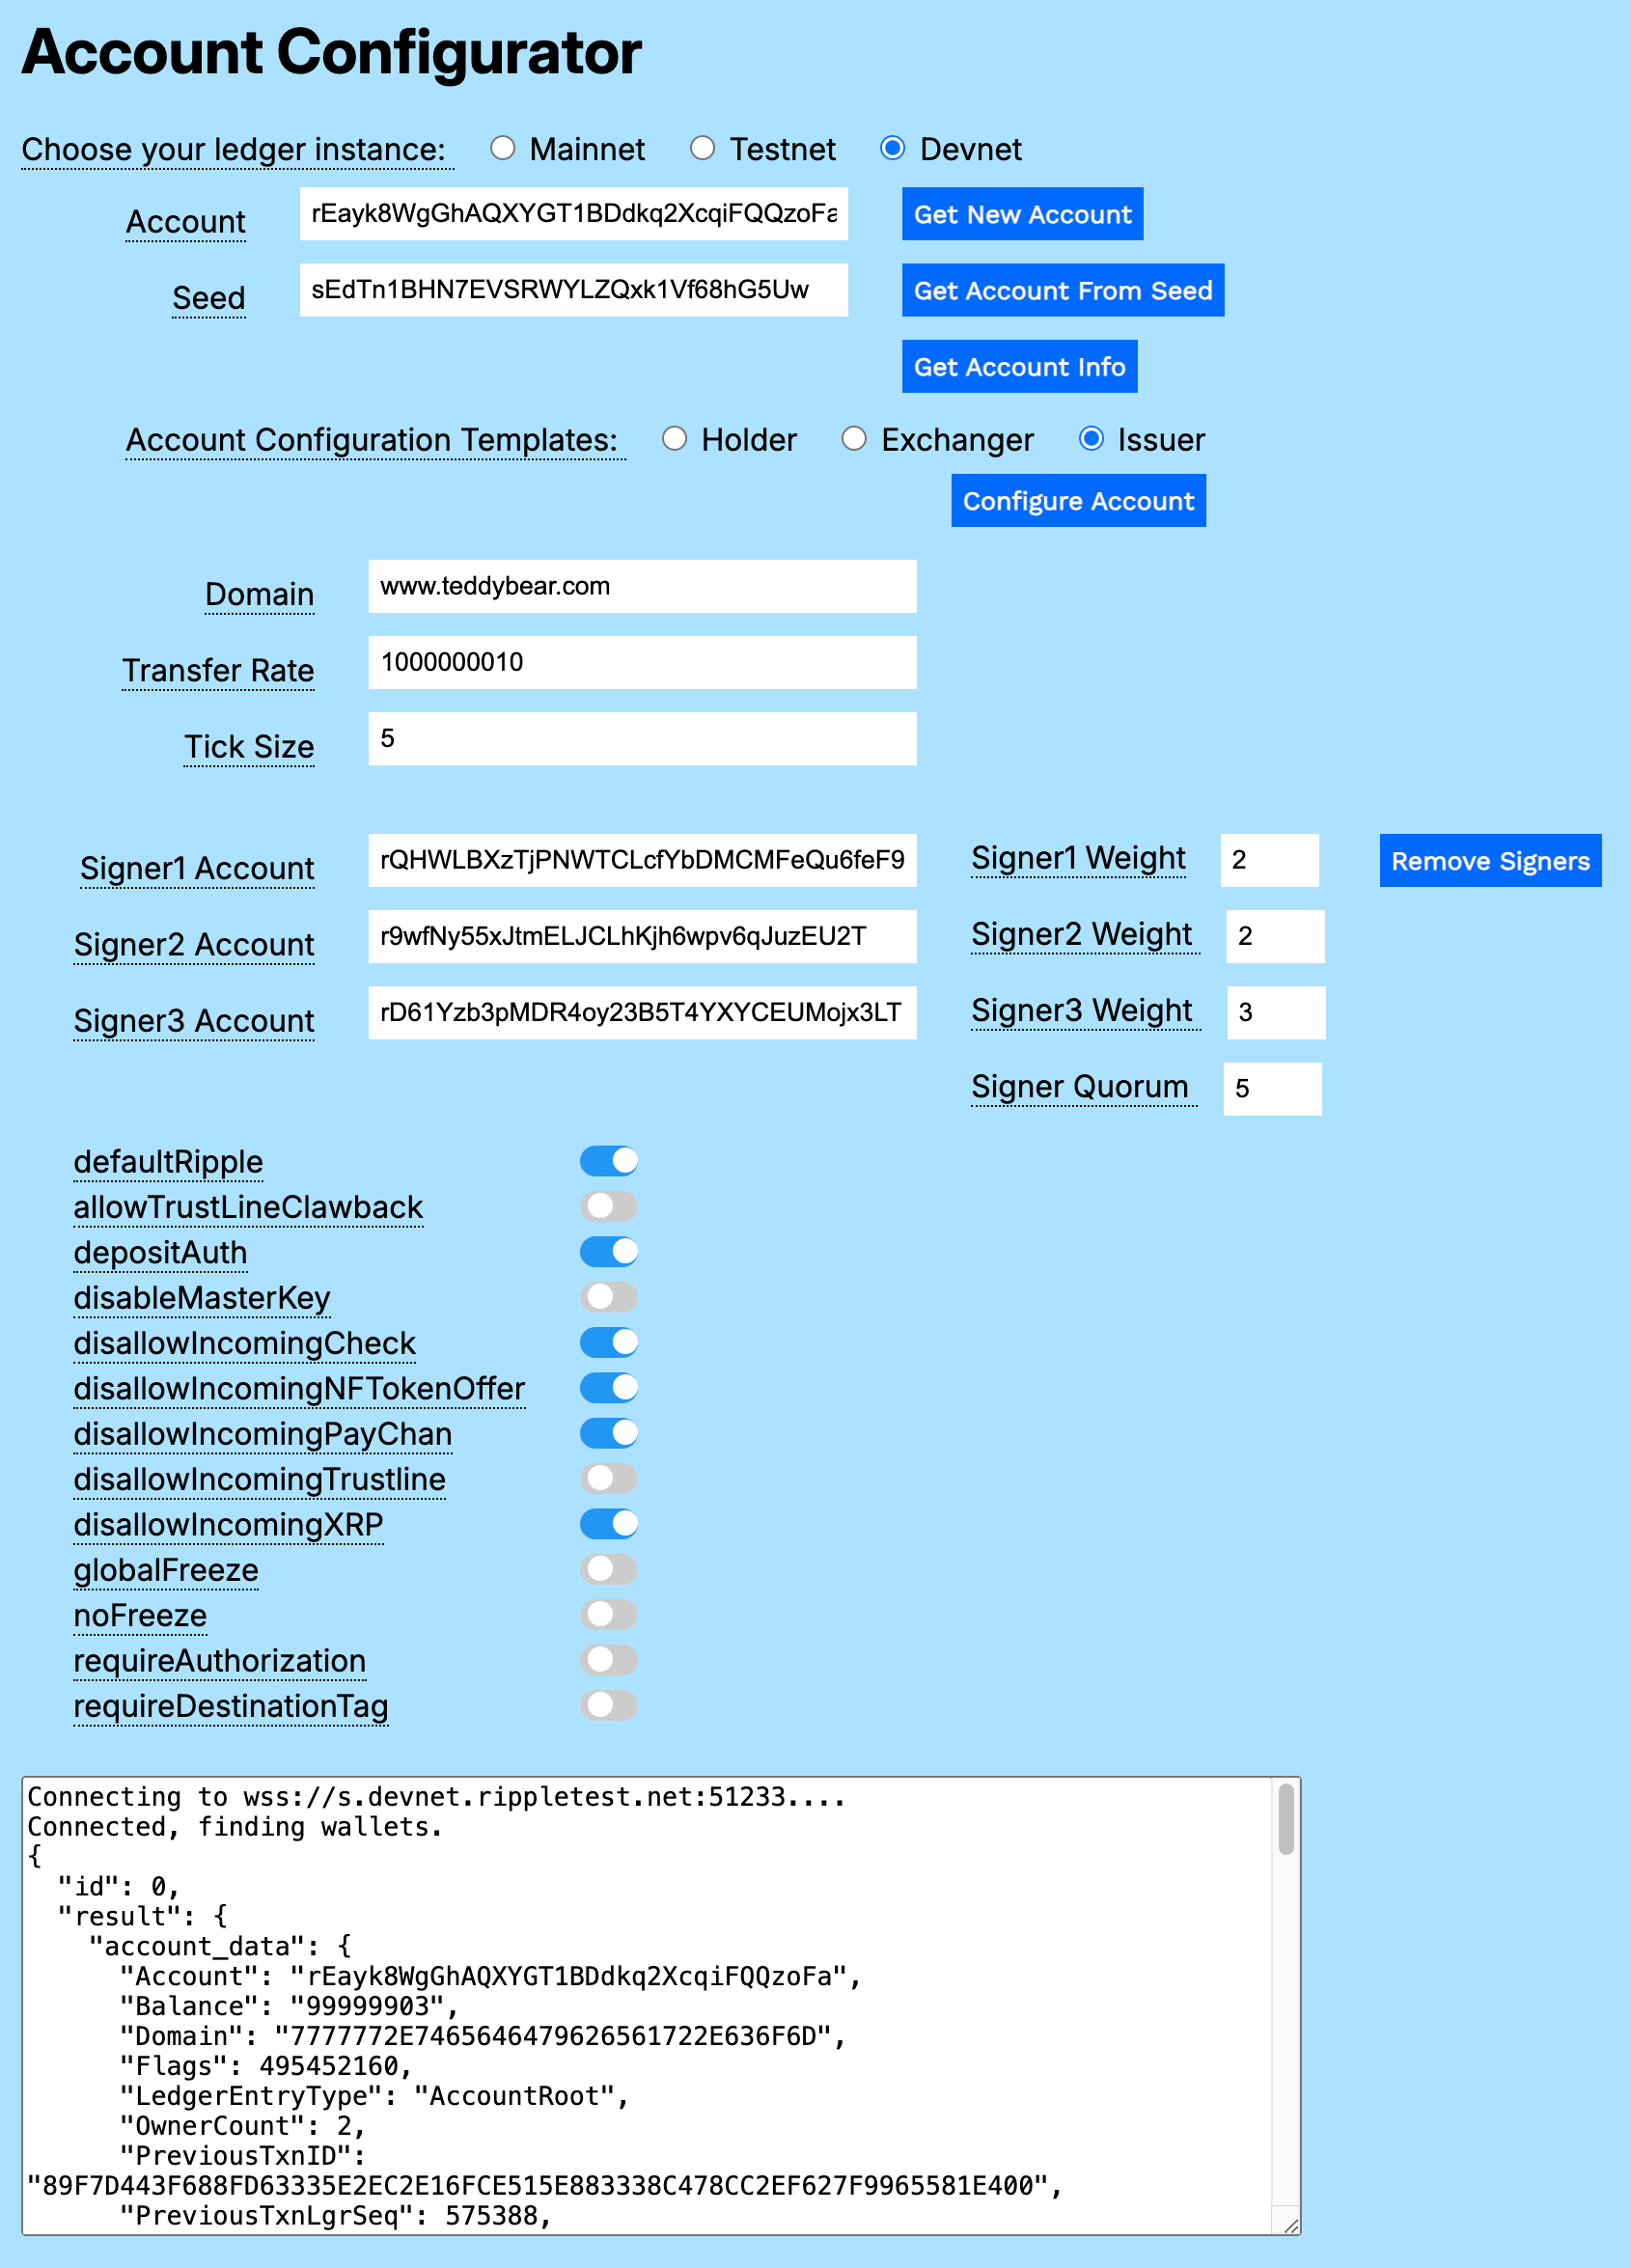 Account Configurator
Choose your ledger instance: Mainnet Testnet Devnet
Account rEayk8WgGhAQXYGT1BDdkq2XcqiFQQzoFa Get New Account
Seed sEdTn1BHN7EVSRWYLZQxk1Vf68hG5Uw Get Account From Seed
Get Account Info
Account Configuration Templates: Holder Exchanger Issuer
Configure Account
Domain www.teddybear.com
Transfer Rate 1000000010
Tick Size 5
Signer1 Account rQHWLBXzTjPNWTCLcfYbDMCMFeQu6feF9 Signer1 Weight 2 Remove Signers
Signer2 Account r9wfNy55xJtmELJCLhKjh6wpv6qJuzEU2T Signer2 Weight 2
Signer3 Account rD61Yzb3pMDR4oy23B5T4YXYCEUMojx3LT Signer3 Weight 3
Signer Quorum 5
defaultRipple
allowTrustLineClawback
depositAuth
disableMasterKey
disallowIncomingCheck
disallowIncomingNFTokenOffer
disallowIncomingPayChan
disallowIncomingTrustline
disallowIncomingXRP
globalFreeze
noFreeze
requireAuthorization
requireDestinationTag
Connecting to wss://s.devnet.rippletest.net:51233....
Connected, finding wallets.
{
  "id": 0,
  "result": {
    "account_data": {
      "Account": "rEayk8WgGhAQXYGT1BDdkq2XcqiFQQzoFa",
      "Balance": "99999903",
      "Domain": "7777772E7465646479626561722E636F6D",
      "Flags": 495452160,
      "LedgerEntryType": "AccountRoot",
      "OwnerCount": 2,
      "PreviousTxnID":
"89F7D443F688FD63335E2EC2E16FCE515E883338C478CC2EF627F9965581E400",
      "PreviousTxnLgrSeq": 575388,